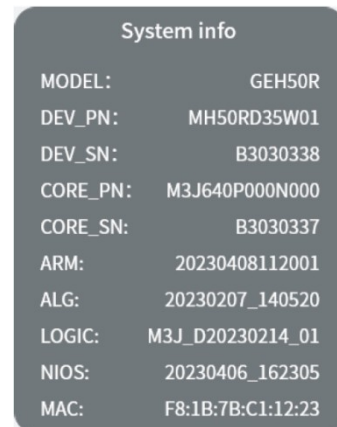 System info
MODEL: GEH50R
DEV_PN: MH50RD35W01
DEV_SN: B3030338
CORE_PN: M3J640P000N000
CORE_SN: B3030337
ARM: 20230408112001
ALG: 20230207_140520
LOGIC: M3J_D20230214_01
NIOS: 20230406_162305
MAC: F8:1B:7B:C1:12:23